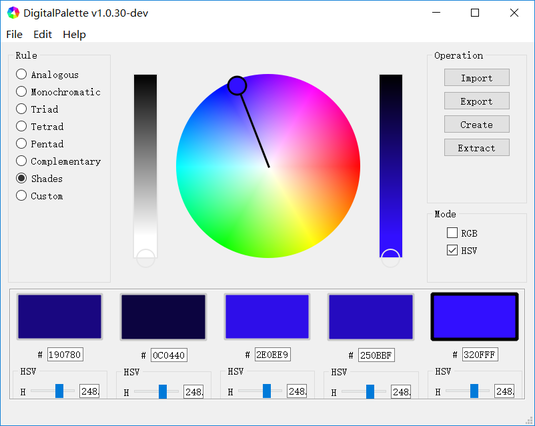 DigitalPalette v1.0.30-dev
File Edit Help
Rule
Analogous
Monochromatic
Triad
Tetrad
Pentad
Complementary
Shades
Custom
Operation
Import
Export
Create
Extract
Mode
RGB
HSV
# 190780 # 0C0440 # 2E0EE9 # 250BBF # 320FFF
HSV HSV HSV HSV HSV
H 248. H 248. H 248. H 248. H 248.